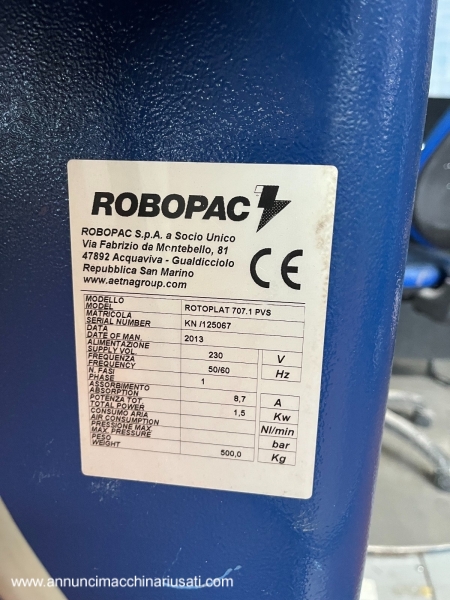 ROBOPAC
ROBOPAC S.p.A. a Socio Unico
Via Fabrizio da Montebello, 81
47892 Acquaviva - Gualdicciolo
Repubblica San Marino
www.aetnagroup.com
CE
MODELLO
MODEL ROTOPLAT 707.1 PVS
MATRICOLA
SERIAL NUMBER KN /125067
DATA
DATE OF MAN. 2013
ALIMENTAZIONE
SUPPLY VOL. 230 V
FREQUENZA
FREQUENCY 50/60 Hz
N. FASI
PHASE 1
ASSORBIMENTO
ABSORPTION 8,7 A
POTENZA TOT.
TOTAL POWER 1,5 Kw
CONSUMO ARIA
AIR CONSUMPTION Nl/min
PRESSIONE MAX.
MAX. PRESSURE bar
PESO
WEIGHT 500,0 Kg
www.annuncimacchinariusati.com